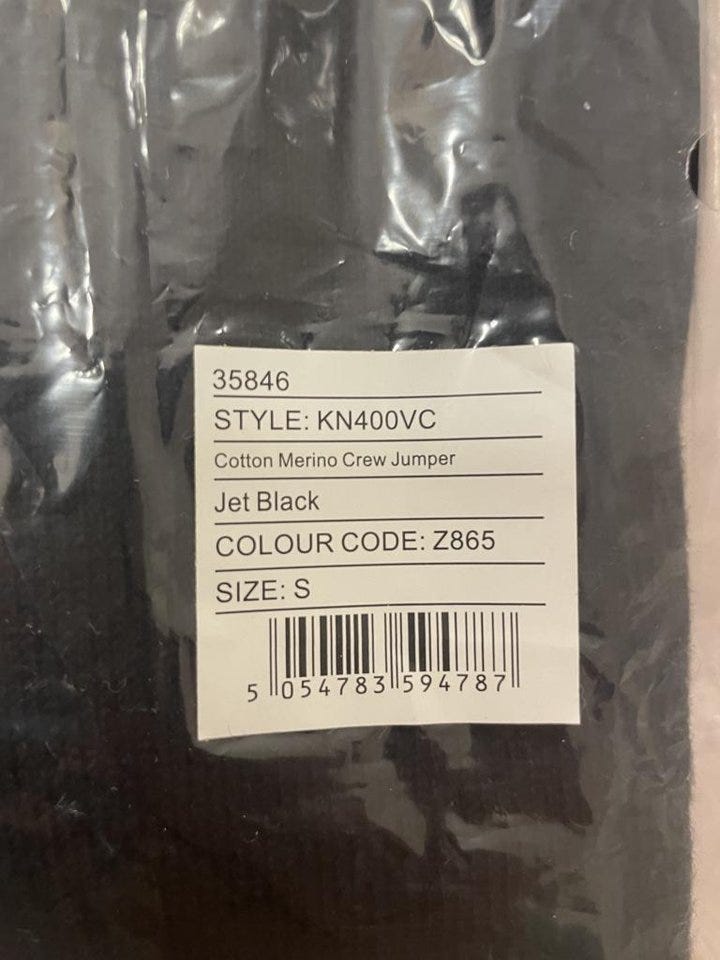 35846
STYLE: KN400VC
Cotton Merino Crew Jumper
Jet Black
COLOUR CODE: Z865
SIZE: S
5 054783 594787